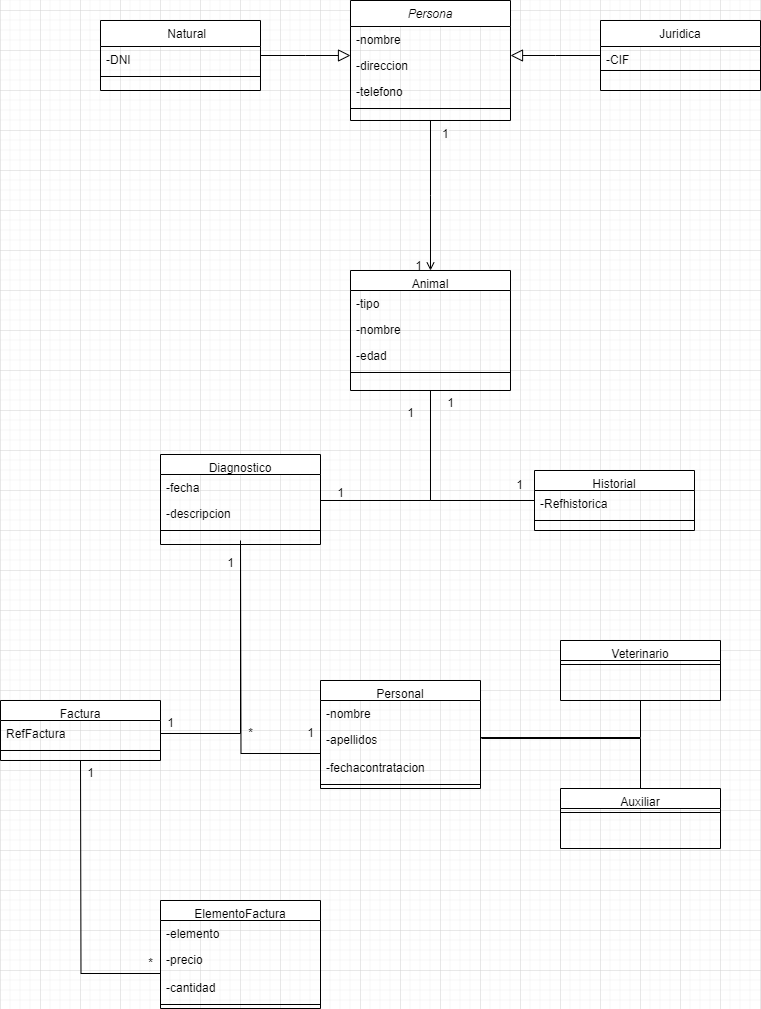 Persona
-nombre
-direccion
-telefono
Natural
-DNI
Juridica
-CIF
1
1
Animal
-tipo
-nombre
-edad
1
1
Diagnostico
-fecha
-descripcion
1
1
Historial
-Refhistorica
1
Veterinario
Personal
-nombre
-apellidos
-fechacontratacion
Factura
RefFactura
1
*
1
1
Auxiliar
ElementoFactura
-elemento
-precio
-cantidad
*